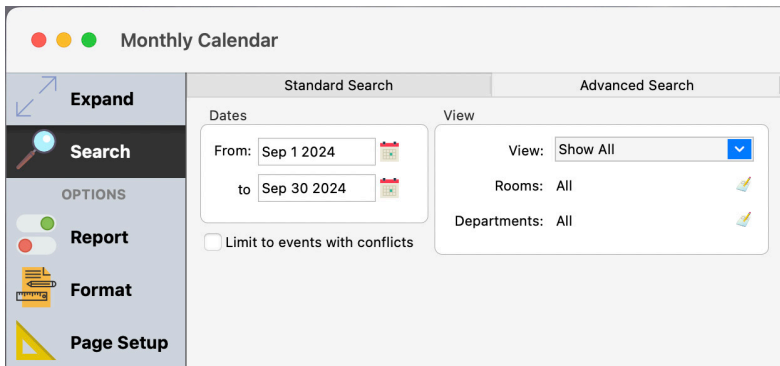 Monthly Calendar
Expand
Search
OPTIONS
Report
Format
Page Setup
Standard Search
Advanced Search
Dates
From: Sep 1 2024
to Sep 30 2024
Limit to events with conflicts
View
View: Show All
Rooms: All
Departments: All